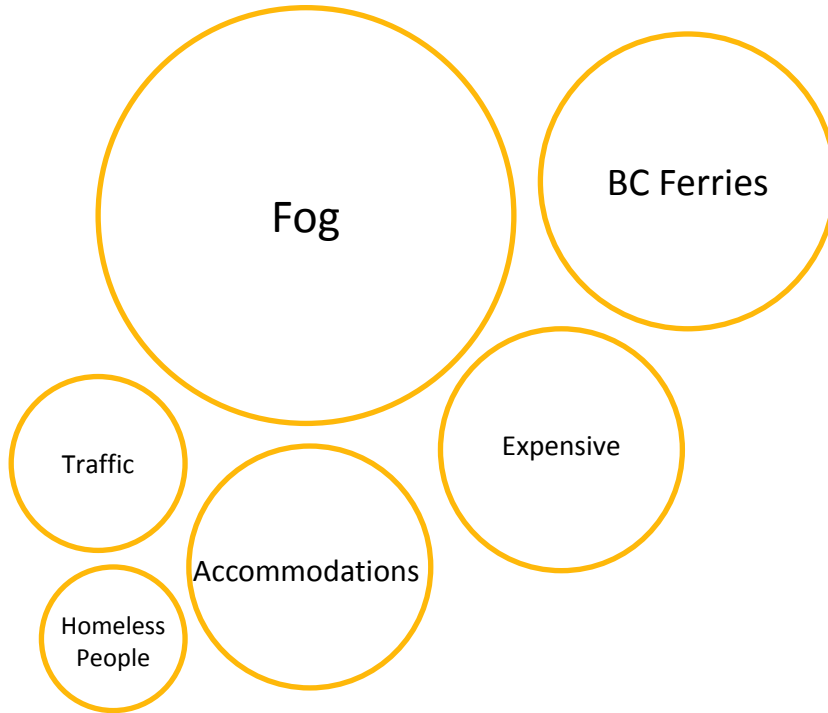 Fog
BC Ferries
Expensive
Traffic
Accommodations
Homeless
People